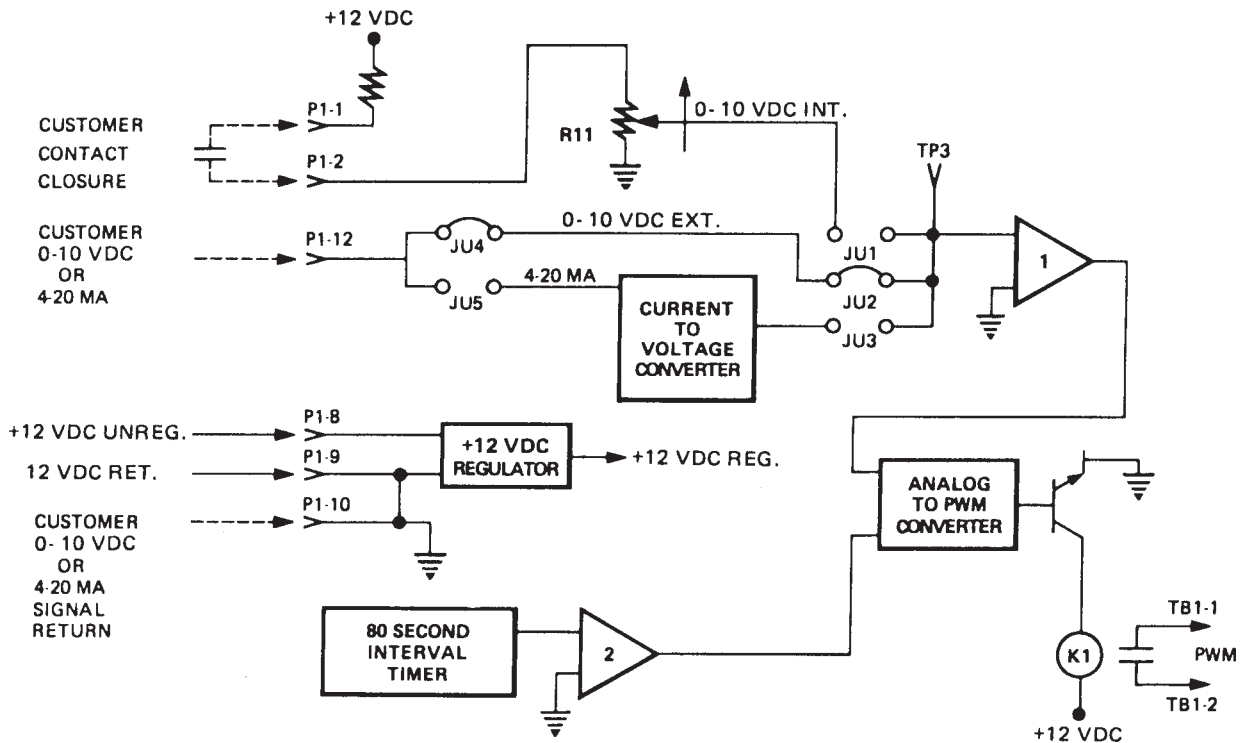 +12 VDC
P1-1
CUSTOMER
CONTACT
CLOSURE
P1-2
R11
0-10 VDC INT.
TP3
CUSTOMER
0-10 VDC
OR
4-20 MA
P1-12
JU4
0-10 VDC EXT.
JU5
4-20 MA
CURRENT
TO
VOLTAGE
CONVERTER
JU1
JU2
JU3
1
+12 VDC UNREG.
P1-8
12 VDC RET.
P1-9
P1-10
+12 VDC
REGULATOR
+12 VDC REG.
CUSTOMER
0-10 VDC
OR
4-20 MA
SIGNAL
RETURN
ANALOG
TO PWM
CONVERTER
80 SECOND
INTERVAL
TIMER
2
K1
TB1-1
PWM
TB1-2
+12 VDC